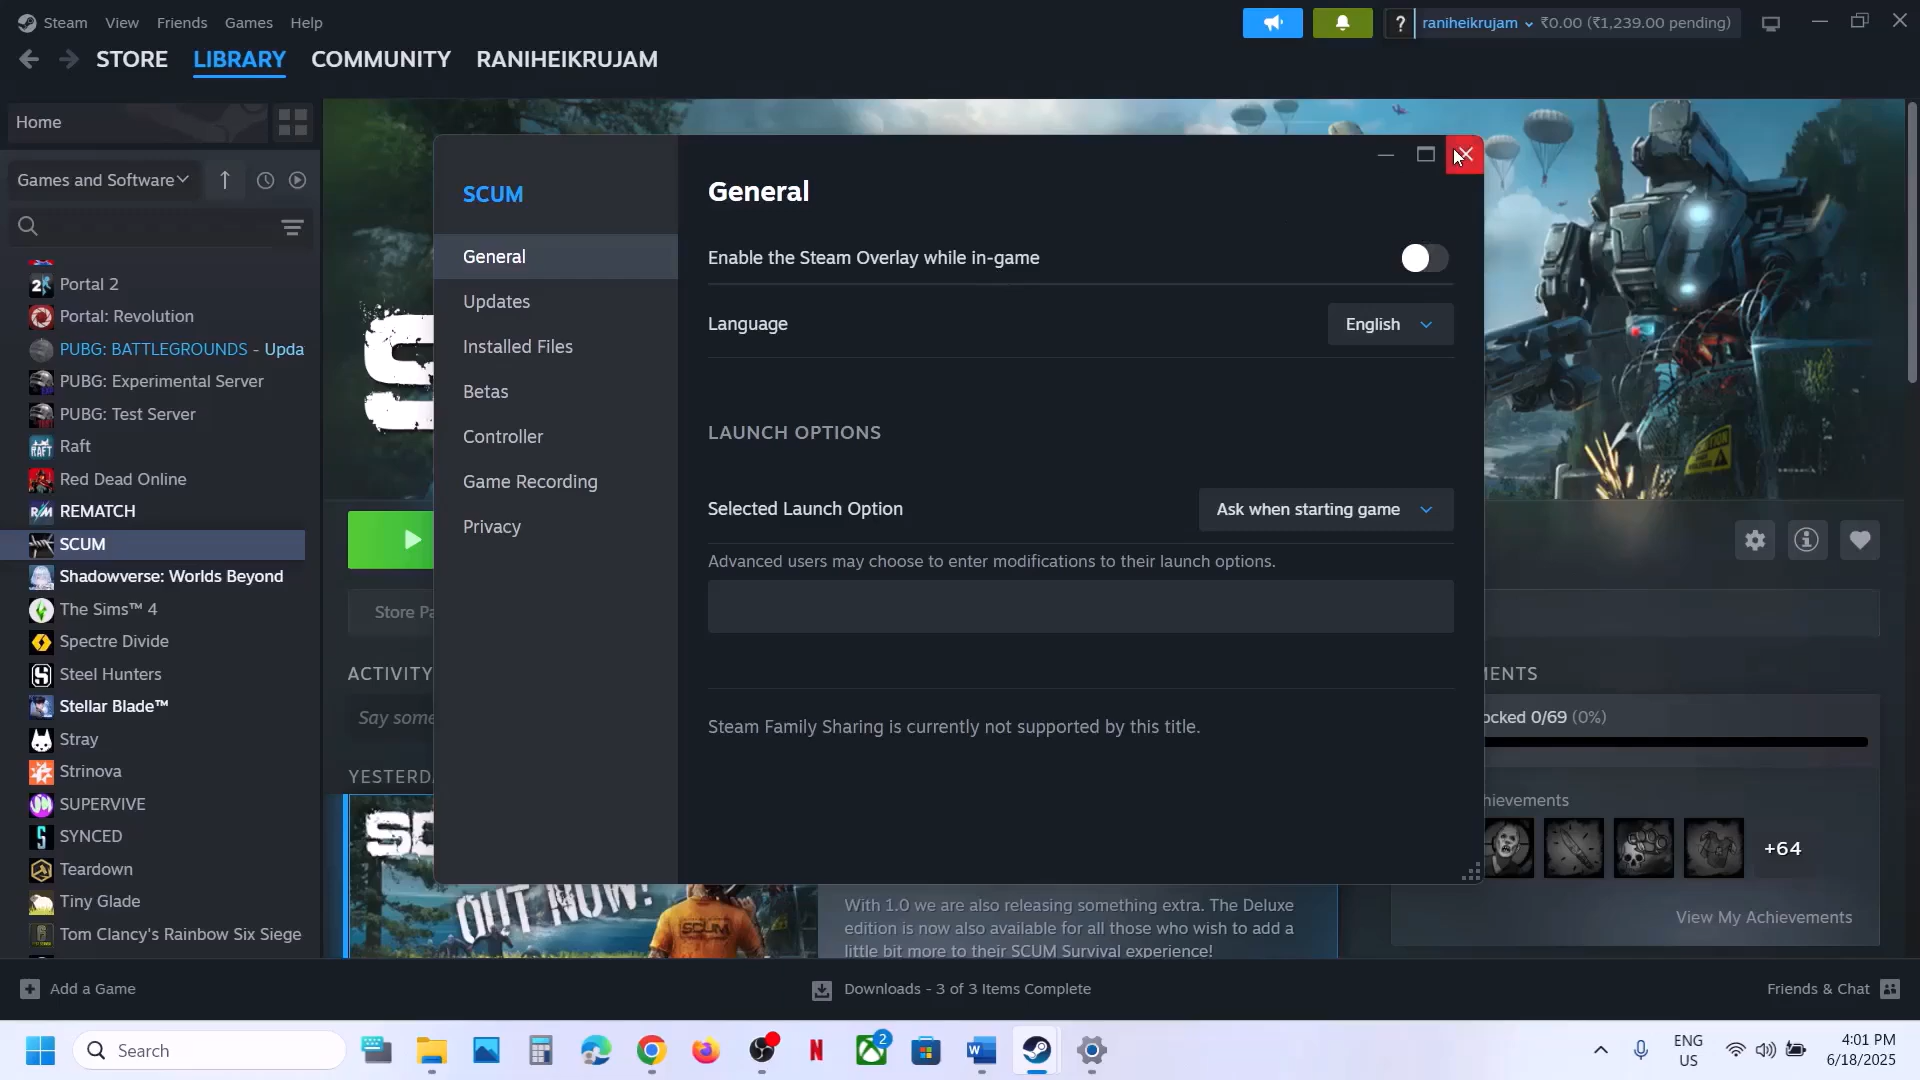 Steam View Friends Games Help
? raniheikrujam ₹0.00 (₹1,239.00 pending)
STORE LIBRARY COMMUNITY RANIHEIKRUJAM
Home
Games and Software
Portal 2
Portal: Revolution
PUBG: BATTLEGROUNDS - Upda
PUBG: Experimental Server
PUBG: Test Server
Raft
Red Dead Online
REMATCH
SCUM
Shadowverse: Worlds Beyond
The Sims™ 4
Spectre Divide
Steel Hunters
Stellar Blade™
Stray
Strinova
SUPERVIVE
SYNCED
Teardown
Tiny Glade
Tom Clancy's Rainbow Six Siege
SCUM
General
Updates
Installed Files
Betas
Controller
Game Recording
Privacy
General
Enable the Steam Overlay while in-game
Language English
LAUNCH OPTIONS
Selected Launch Option Ask when starting game
Advanced users may choose to enter modifications to their launch options.
Steam Family Sharing is currently not supported by this title.
Store Pa
ACTIVITY
Say some
YESTERDA
OUT NOW!
With 1.0 we are also releasing something extra. The Deluxe
edition is now also available for all those who wish to add a
little bit more to their SCUM Survival experience!
MENTS
ocked 0/69 (0%)
hievements
+64
View My Achievements
Add a Game
Downloads - 3 of 3 Items Complete
Friends & Chat
Search
2
ENG
US
4:01 PM
6/18/2025